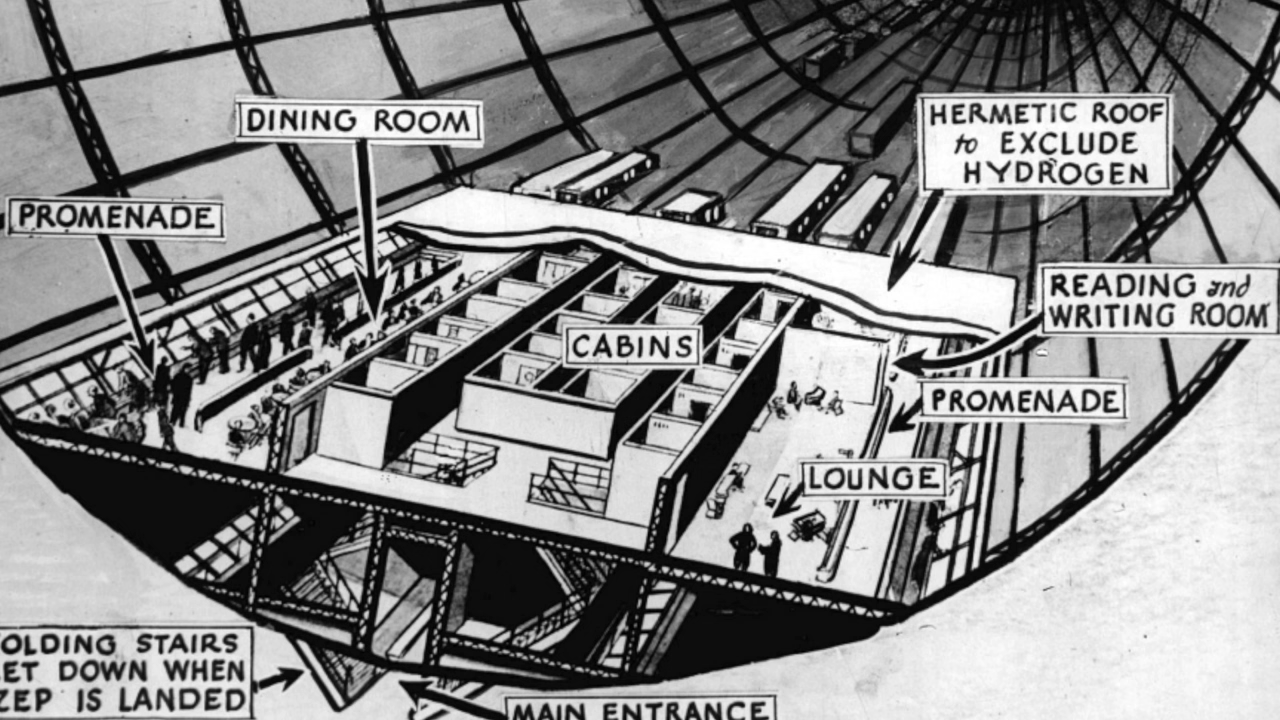 DINING ROOM
HERMETIC ROOF
to EXCLUDE
HYDROGEN
PROMENADE
READING and
WRITING ROOM
CABINS
PROMENADE
LOUNGE
OLDING STAIRS
ET DOWN WHEN
ZEP IS LANDED
MAIN ENTRANCE